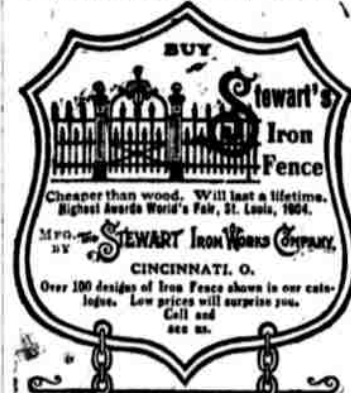 BUY
Stewart's
Iron
Fence
Cheaper than wood. Will last a lifetime.
Highest Awards World's Fair, St. Louis, 1904.
MFG. BY The STEWART IRON WORKS COMPANY,
CINCINNATI, O.
Over 100 designs of Iron Fence shown in our cata-
logue. Low prices will surprise you.
Call and
see us.